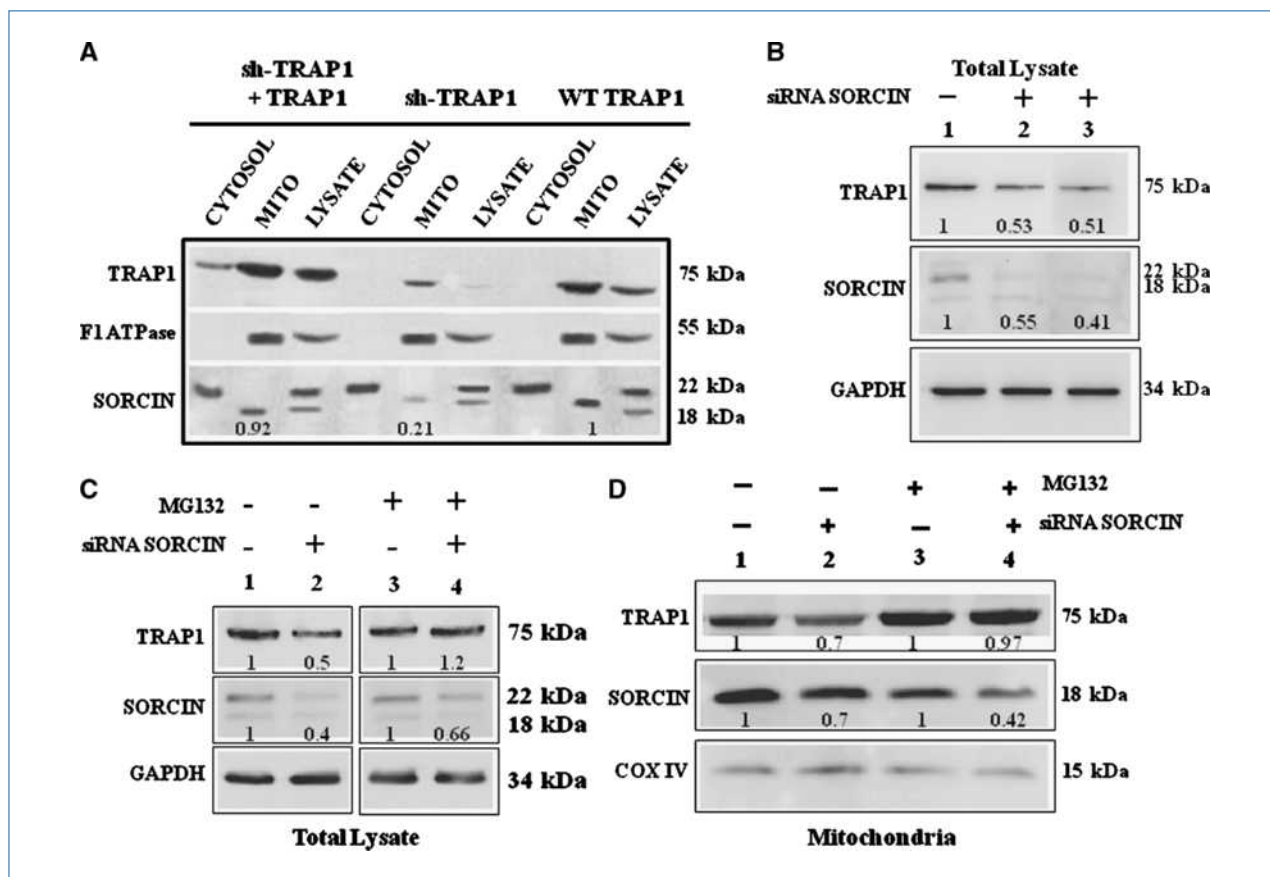 A
sh-TRAP1
+ TRAP1
sh-TRAP1
WT TRAP1
CYTOSOL
MITO
LYSATE
CYTOSOL
MITO
LYSATE
CYTOSOL
MITO
LYSATE
TRAP1
75 kDa
F1ATPase
55 kDa
SORCIN
22 kDa
18 kDa
0.92
0.21
1
B
Total Lysate
siRNA SORCIN
– + +
1 2 3
TRAP1
75 kDa
1 0.53 0.51
SORCIN
22 kDa
18 kDa
1 0.55 0.41
GAPDH
34 kDa
C
MG132 - - + +
siRNA SORCIN - + - +
1 2 3 4
TRAP1
75 kDa
1 0.5 1 1.2
SORCIN
22 kDa
18 kDa
1 0.4 1 0.66
GAPDH
34 kDa
Total Lysate
D
– – + + MG132
– + – + siRNA SORCIN
1 2 3 4
TRAP1
75 kDa
1 0.7 1 0.97
SORCIN
18 kDa
1 0.7 1 0.42
COX IV
15 kDa
Mitochondria